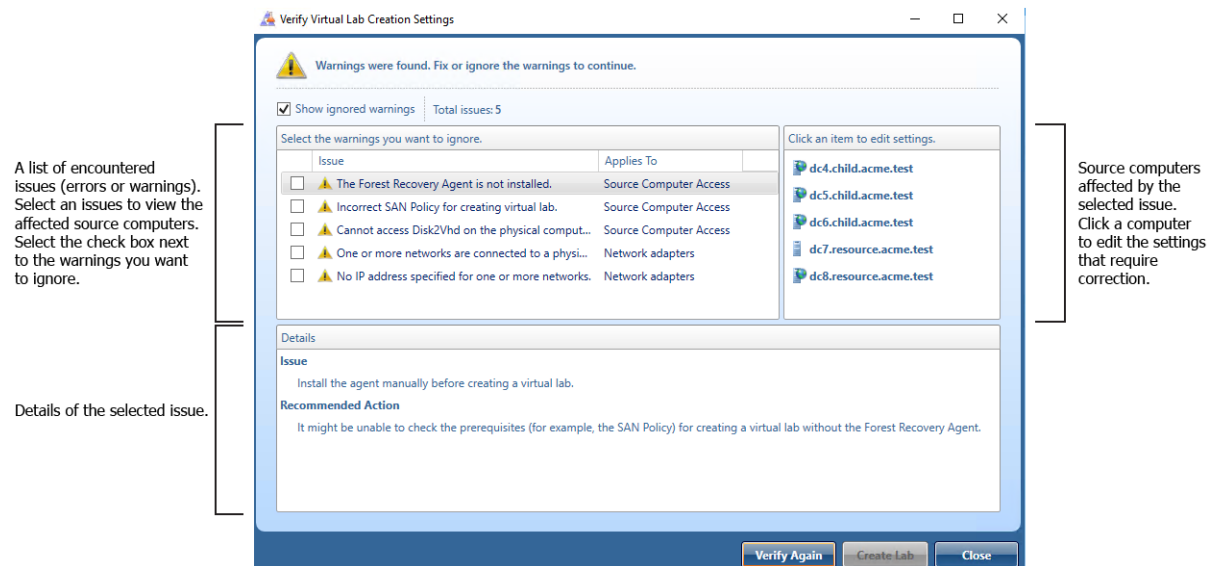 Verify Virtual Lab Creation Settings
Warnings were found. Fix or ignore the warnings to continue.
Show ignored warnings Total issues: 5
Select the warnings you want to ignore.
Issue Applies To
The Forest Recovery Agent is not installed. Source Computer Access
Incorrect SAN Policy for creating virtual lab. Source Computer Access
Cannot access Disk2Vhd on the physical comput... Source Computer Access
One or more networks are connected to a physi... Network adapters
No IP address specified for one or more networks. Network adapters
Click an item to edit settings.
dc4.child.acme.test
dc5.child.acme.test
dc6.child.acme.test
dc7.resource.acme.test
dc8.resource.acme.test
A list of encountered
issues (errors or warnings).
Select an issues to view the
affected source computers.
Select the check box next
to the warnings you want
to ignore.
Source computers
affected by the
selected issue.
Click a computer
to edit the settings
that require
correction.
Details
Issue
Install the agent manually before creating a virtual lab.
Recommended Action
It might be unable to check the prerequisites (for example, the SAN Policy) for creating a virtual lab without the Forest Recovery Agent.
Details of the selected issue.
Verify Again Create Lab Close